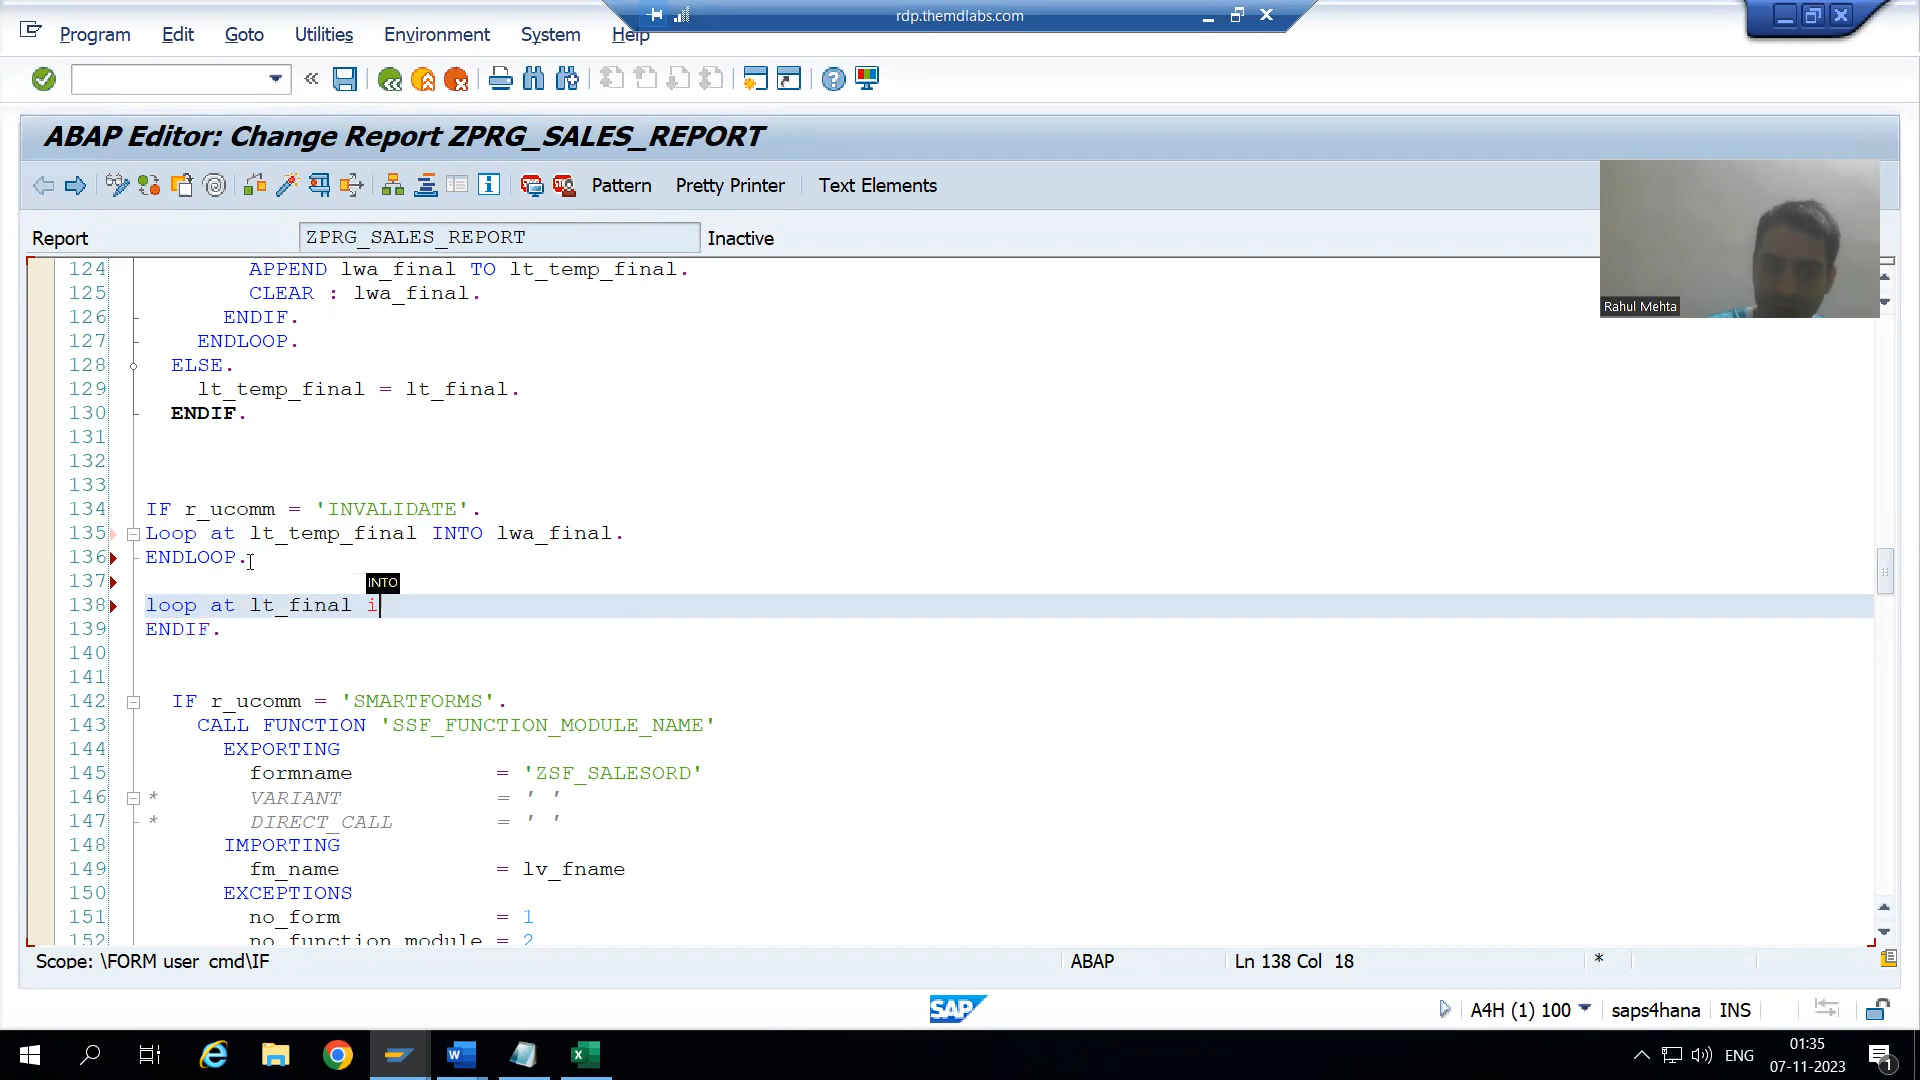 rdp.themdlabs.com
Program Edit Goto Utilities Environment System Help
ABAP Editor: Change Report ZPRG_SALES_REPORT
Pattern Pretty Printer Text Elements
Report ZPRG_SALES_REPORT Inactive
Rahul Mehta
124 APPEND lwa_final TO lt_temp_final.
125 CLEAR : lwa_final.
126 ENDIF.
127 ENDLOOP.
128 ELSE.
129 lt_temp_final = lt_final.
130 ENDIF.
131
132
133
134 IF r_ucomm = 'INVALIDATE'.
135 Loop at lt_temp_final INTO lwa_final.
136 ENDLOOP.
137
INTO
138 loop at lt_final i
139 ENDIF.
140
141
142 IF r_ucomm = 'SMARTFORMS'.
143 CALL FUNCTION 'SSF_FUNCTION_MODULE_NAME'
144 EXPORTING
145 formname = 'ZSF_SALESORD'
146 * VARIANT = ' '
147 * DIRECT_CALL = ' '
148 IMPORTING
149 fm_name = lv_fname
150 EXCEPTIONS
151 no_form = 1
152 no_function_module = 2
Scope: \FORM user_cmd\IF ABAP Ln 138 Col 18 *
SAP A4H (1) 100 saps4hana INS
ENG 01:35
07-11-2023
1